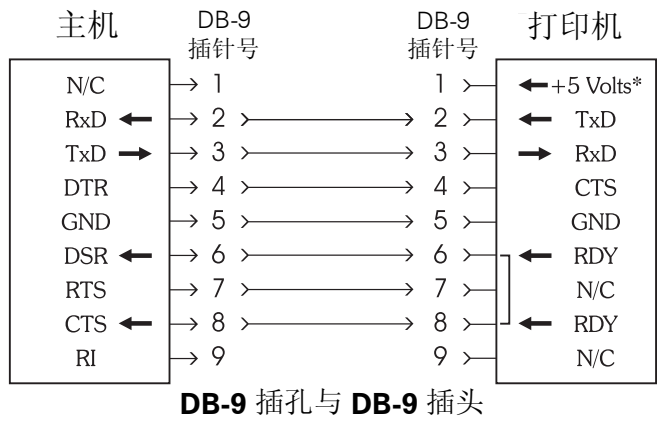 主机 DB-9 DB-9 打印机
插针号 插针号
N/C 1 1 +5 Volts*
RxD 2 2 TxD
TxD 3 3 RxD
DTR 4 4 CTS
GND 5 5 GND
DSR 6 6 RDY
RTS 7 7 N/C
CTS 8 8 RDY
RI 9 9 N/C
DB-9 插孔与 DB-9 插头